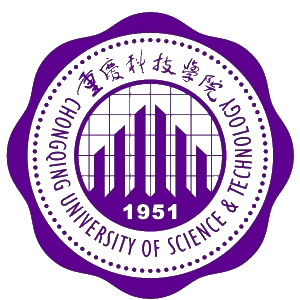 重慶科技學院
1951
CHONGQING UNIVERSITY OF SCIENCE & TECHNOLOGY